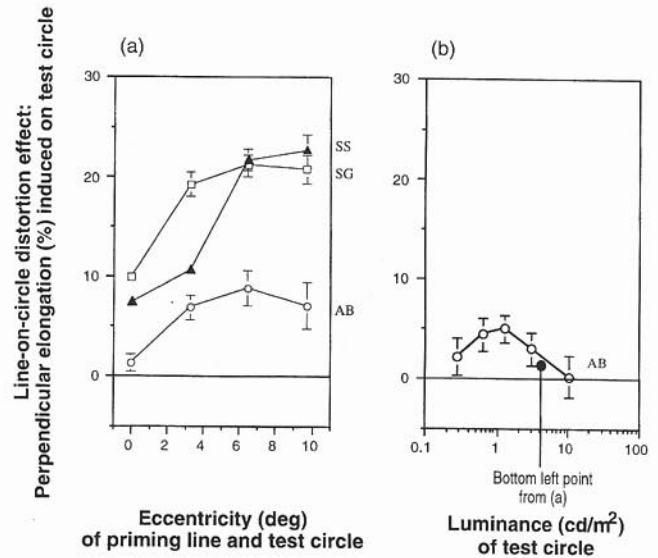 Line-on-circle distortion effect:
Perpendicular elongation (%) induced on test circle
(a)
30
20
10
0
SS
SG
AB
0 2 4 6 8 10
Eccentricity (deg)
of priming line and test circle
(b)
30
20
10
0
AB
0.1 1 10 100
Bottom left point
from (a)
Luminance (cd/m²)
of test circle